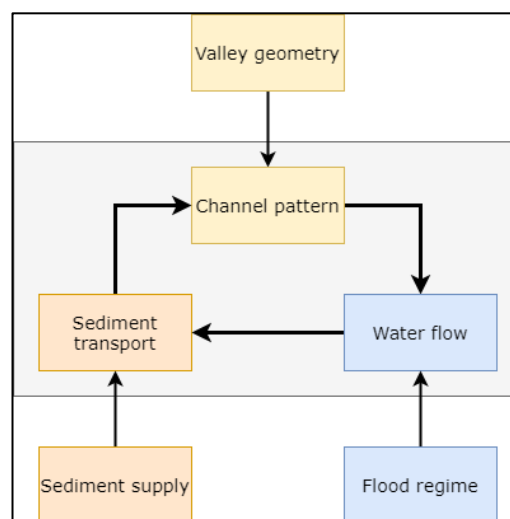 Valley geometry
Channel pattern
Sediment
transport
Water flow
Sediment supply
Flood regime